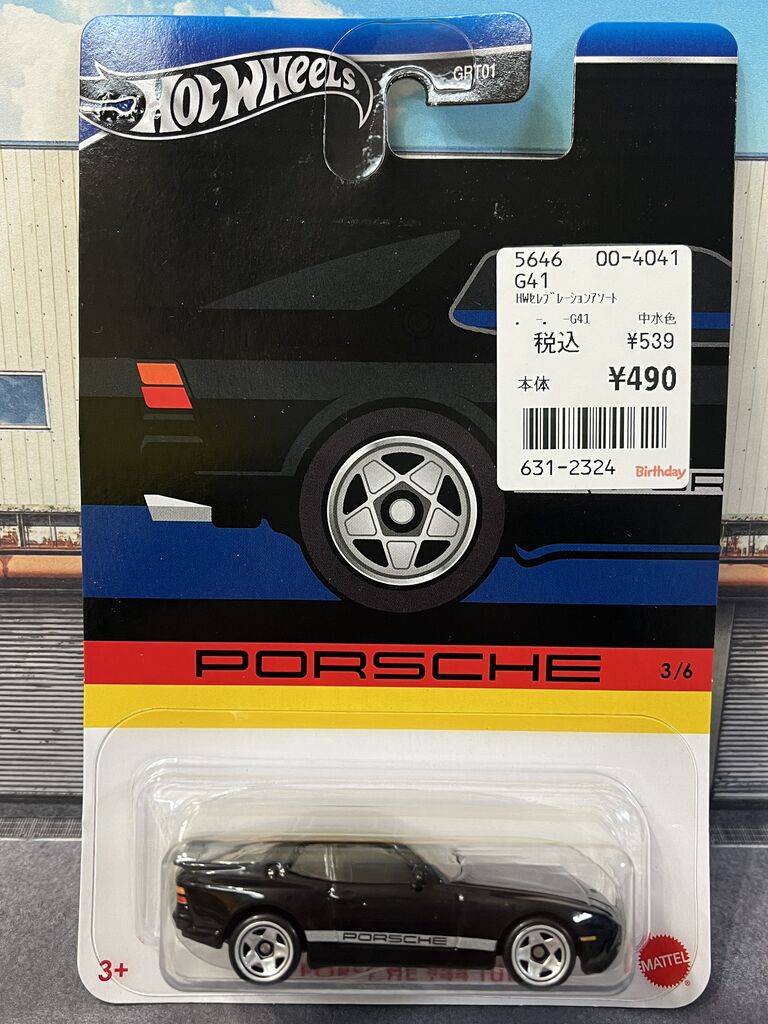 HOT WHEELS
GRT01
5646 00-4041
G41
HWｾﾚﾌﾞﾚｰｼｮﾝｱｿｰﾄ
. -. -G41 中水色
税込 ¥539
本体 ¥490
631-2324 Birthday
PORSCHE 3/6
PORSCHE
PORSCHE 944
3+
MATTEL
®